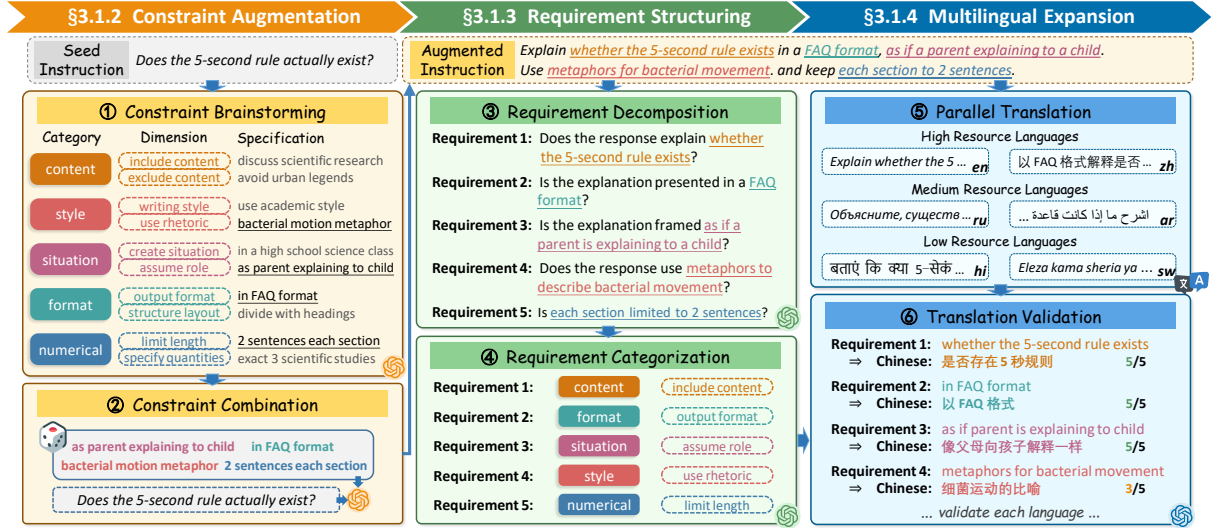 §3.1.2 Constraint Augmentation
§3.1.3 Requirement Structuring
§3.1.4 Multilingual Expansion
Seed Instruction
Does the 5-second rule actually exist?
Augmented Instruction
Explain whether the 5-second rule exists in a FAQ format, as if a parent explaining to a child.
Use metaphors for bacterial movement. and keep each section to 2 sentences.
① Constraint Brainstorming
Category Dimension Specification
content
include content discuss scientific research
exclude content avoid urban legends
style
writing style use academic style
use rhetoric bacterial motion metaphor
situation
create situation in a high school science class
assume role as parent explaining to child
format
output format in FAQ format
structure layout divide with headings
numerical
limit length 2 sentences each section
specify quantities exact 3 scientific studies
② Constraint Combination
as parent explaining to child in FAQ format
bacterial motion metaphor 2 sentences each section
Does the 5-second rule actually exist?
③ Requirement Decomposition
Requirement 1: Does the response explain whether
the 5-second rule exists?
Requirement 2: Is the explanation presented in a FAQ
format?
Requirement 3: Is the explanation framed as if a
parent is explaining to a child?
Requirement 4: Does the response use metaphors to
describe bacterial movement?
Requirement 5: Is each section limited to 2 sentences?
④ Requirement Categorization
Requirement 1: content include content
Requirement 2: format output format
Requirement 3: situation assume role
Requirement 4: style use rhetoric
Requirement 5: numerical limit length
⑤ Parallel Translation
High Resource Languages
Explain whether the 5 ... en
以 FAQ 格式解释是否 ... zh
Medium Resource Languages
Объясните, существ ... ru
اشرح ما إذا كانت قاعدة ... ar
Low Resource Languages
बताएं कि क्या 5-सेकं ... hi
Eleza kama sheria ya ... sw
文 A
⑥ Translation Validation
Requirement 1: whether the 5-second rule exists
⇒ Chinese: 是否存在 5 秒规则 5/5
Requirement 2: in FAQ format
⇒ Chinese: 以 FAQ 格式 5/5
Requirement 3: as if parent is explaining to child
⇒ Chinese: 像父母向孩子解释一样 5/5
Requirement 4: metaphors for bacterial movement
⇒ Chinese: 细菌运动的比喻 3/5
... validate each language ...